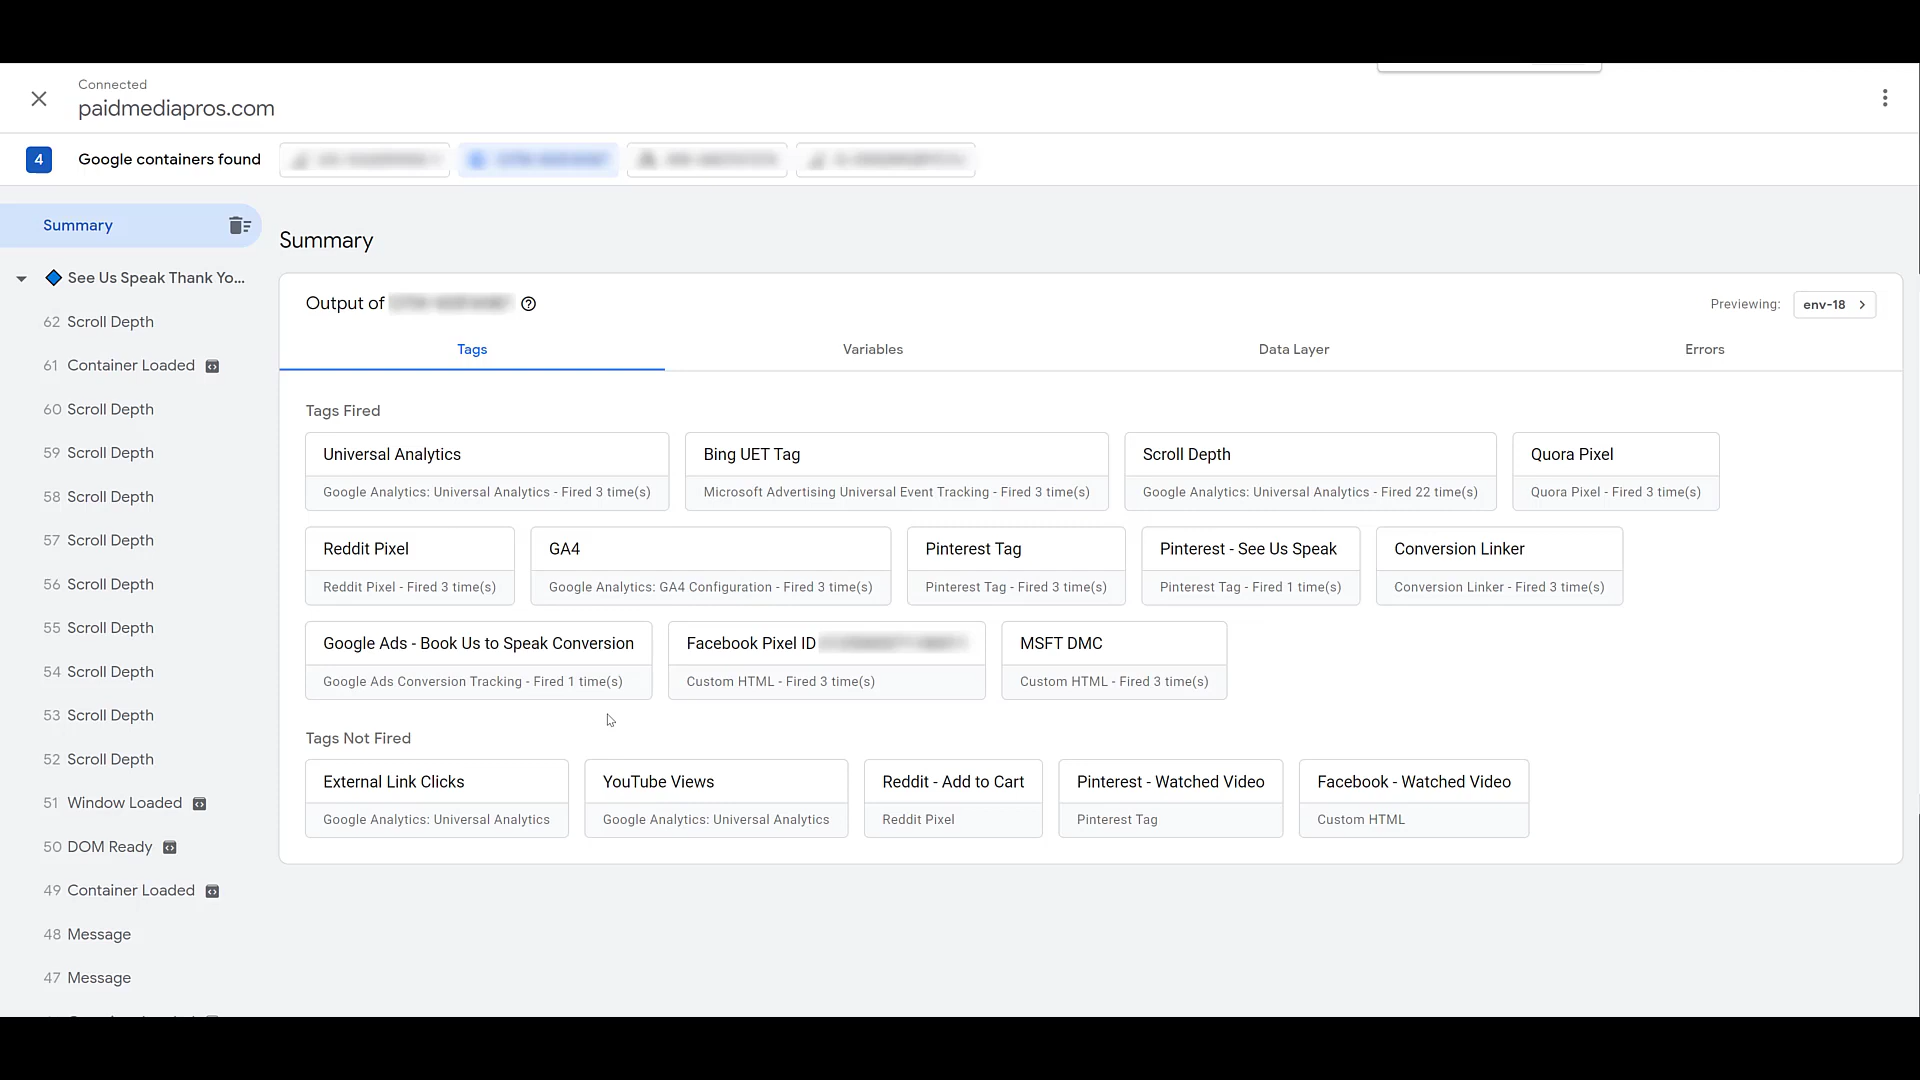 Connected
paidmediapros.com
4 Google containers found
Summary
See Us Speak Thank Yo...
62 Scroll Depth
61 Container Loaded
60 Scroll Depth
59 Scroll Depth
58 Scroll Depth
57 Scroll Depth
56 Scroll Depth
55 Scroll Depth
54 Scroll Depth
53 Scroll Depth
52 Scroll Depth
51 Window Loaded
50 DOM Ready
49 Container Loaded
48 Message
47 Message
Summary
Output of
Previewing: env-18
Tags Variables Data Layer Errors
Tags Fired
Universal Analytics
Google Analytics: Universal Analytics - Fired 3 time(s)
Bing UET Tag
Microsoft Advertising Universal Event Tracking - Fired 3 time(s)
Scroll Depth
Google Analytics: Universal Analytics - Fired 22 time(s)
Quora Pixel
Quora Pixel - Fired 3 time(s)
Reddit Pixel
Reddit Pixel - Fired 3 time(s)
GA4
Google Analytics: GA4 Configuration - Fired 3 time(s)
Pinterest Tag
Pinterest Tag - Fired 3 time(s)
Pinterest - See Us Speak
Pinterest Tag - Fired 1 time(s)
Conversion Linker
Conversion Linker - Fired 3 time(s)
Google Ads - Book Us to Speak Conversion
Google Ads Conversion Tracking - Fired 1 time(s)
Facebook Pixel ID
Custom HTML - Fired 3 time(s)
MSFT DMC
Custom HTML - Fired 3 time(s)
Tags Not Fired
External Link Clicks
Google Analytics: Universal Analytics
YouTube Views
Google Analytics: Universal Analytics
Reddit - Add to Cart
Reddit Pixel
Pinterest - Watched Video
Pinterest Tag
Facebook - Watched Video
Custom HTML